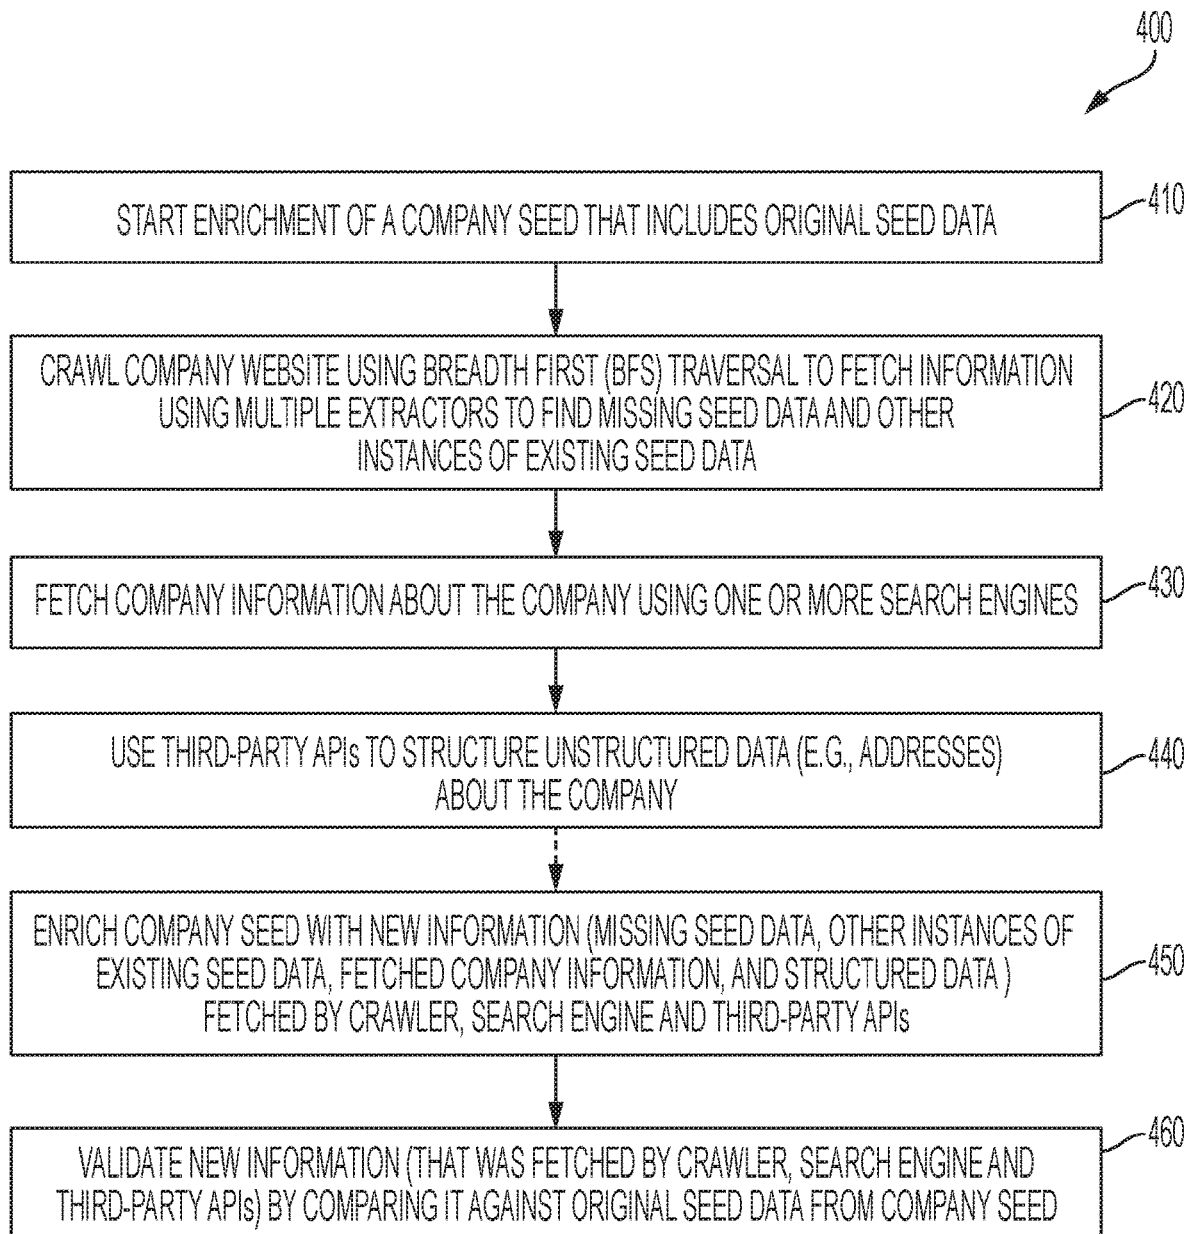 400
START ENRICHMENT OF A COMPANY SEED THAT INCLUDES ORIGINAL SEED DATA
410
CRAWL COMPANY WEBSITE USING BREADTH FIRST (BFS) TRAVERSAL TO FETCH INFORMATION
USING MULTIPLE EXTRACTORS TO FIND MISSING SEED DATA AND OTHER
INSTANCES OF EXISTING SEED DATA
420
FETCH COMPANY INFORMATION ABOUT THE COMPANY USING ONE OR MORE SEARCH ENGINES
430
USE THIRD-PARTY APIs TO STRUCTURE UNSTRUCTURED DATA (E.G., ADDRESSES)
ABOUT THE COMPANY
440
ENRICH COMPANY SEED WITH NEW INFORMATION (MISSING SEED DATA, OTHER INSTANCES OF
EXISTING SEED DATA, FETCHED COMPANY INFORMATION, AND STRUCTURED DATA )
FETCHED BY CRAWLER, SEARCH ENGINE AND THIRD-PARTY APIs
450
VALIDATE NEW INFORMATION (THAT WAS FETCHED BY CRAWLER, SEARCH ENGINE AND
THIRD-PARTY APIs) BY COMPARING IT AGAINST ORIGINAL SEED DATA FROM COMPANY SEED
460